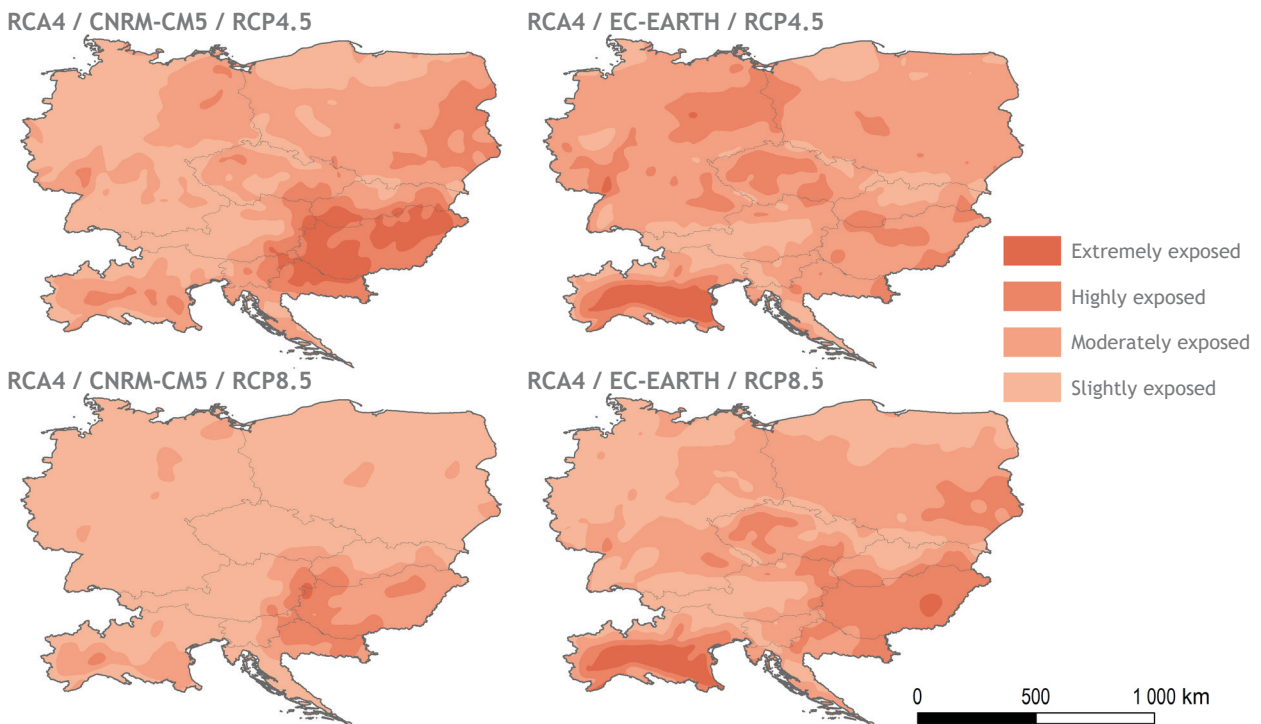 RCA4 / CNRM-CM5 / RCP4.5
RCA4 / EC-EARTH / RCP4.5
Extremely exposed
Highly exposed
Moderately exposed
Slightly exposed
RCA4 / CNRM-CM5 / RCP8.5
RCA4 / EC-EARTH / RCP8.5
0 500 1 000 km